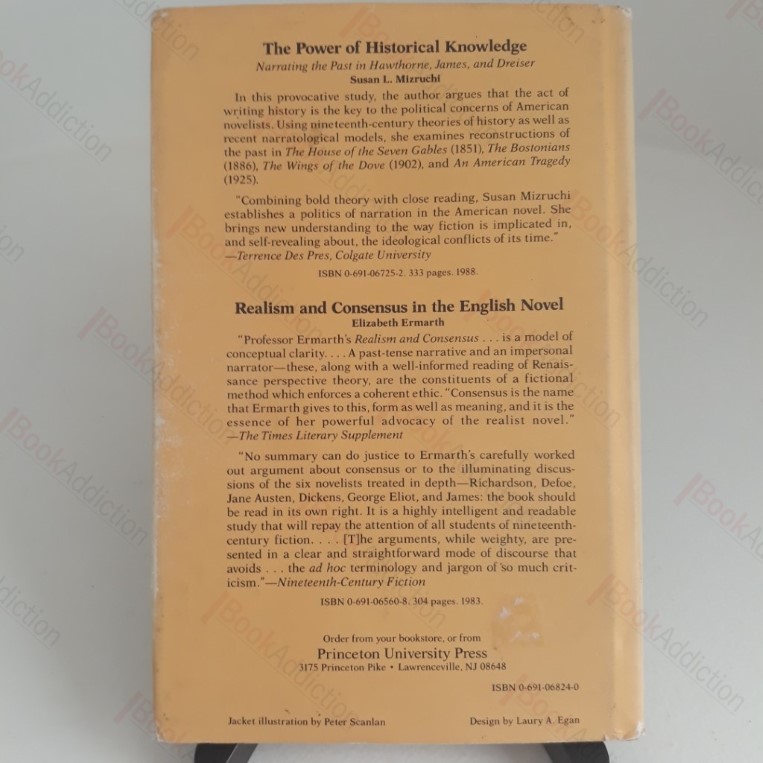 The Power of Historical Knowledge
Narrating the Past in Hawthorne, James, and Dreiser
Susan L. Mizruchi
In this provocative study, the author argues that the act of
writing history is the key to the political concerns of American
novelists. Using nineteenth-century theories of history as well as
recent narratological models, she examines reconstructions of
the past in The House of the Seven Gables (1851), The Bostonians
(1886), The Wings of the Dove (1902), and An American Tragedy
(1925).
"Combining bold theory with close reading, Susan Mizruchi
establishes a politics of narration in the American novel. She
brings new understanding to the way fiction is implicated in,
and self-revealing about, the ideological conflicts of its time."
—Terrence Des Pres, Colgate University
ISBN 0-691-06725-2. 333 pages. 1988.
Realism and Consensus in the English Novel
Elizabeth Ermarth
"Professor Ermarth's Realism and Consensus . . . is a model of
conceptual clarity. . . . A past-tense narrative and an impersonal
narrator—these, along with a well-informed reading of Renais-
sance perspective theory, are the constituents of a fictional
method which enforces a coherent ethic. "Consensus is the name
that Ermarth gives to this, form as well as meaning, and it is the
essence of her powerful advocacy of the realist novel."
—The Times Literary Supplement
"No summary can do justice to Ermarth's carefully worked
out argument about consensus or to the illuminating discus-
sions of the six novelists treated in depth—Richardson, Defoe,
Jane Austen, Dickens, George Eliot, and James: the book should
be read in its own right. It is a highly intelligent and readable
study that will repay the attention of all students of nineteenth-
century fiction. . . . [T]he arguments, while weighty, are pre-
sented in a clear and straightforward mode of discourse that
avoids . . . the ad hoc terminology and jargon of so much crit-
icism."—Nineteenth-Century Fiction
ISBN 0-691-06560-8. 304 pages. 1983.
Order from your bookstore, or from
Princeton University Press
3175 Princeton Pike • Lawrenceville, NJ 08648
ISBN 0-691-06824-0
Jacket illustration by Peter Scanlan
Design by Laury A. Egan
BookAddiction